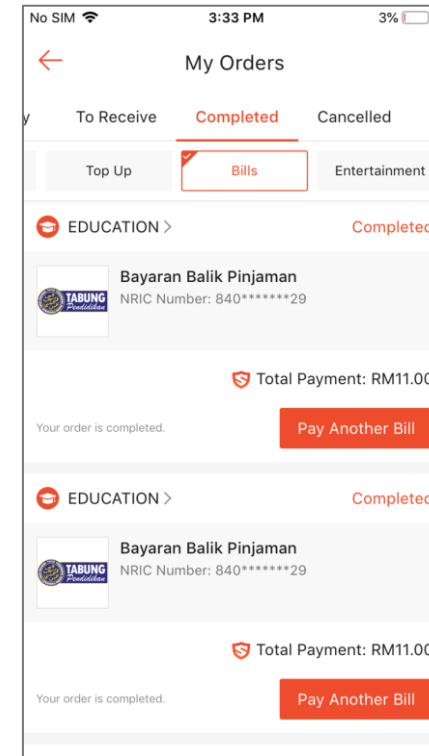 No SIM 3:33 PM 3%
My Orders
y To Receive Completed Cancelled
Top Up Bills Entertainment
EDUCATION > Completed
TABUNG
Pendidikan
Bayaran Balik Pinjaman
NRIC Number: 840*******29
Total Payment: RM11.00
Your order is completed. Pay Another Bill
EDUCATION > Completed
TABUNG
Pendidikan
Bayaran Balik Pinjaman
NRIC Number: 840*******29
Total Payment: RM11.00
Your order is completed. Pay Another Bill